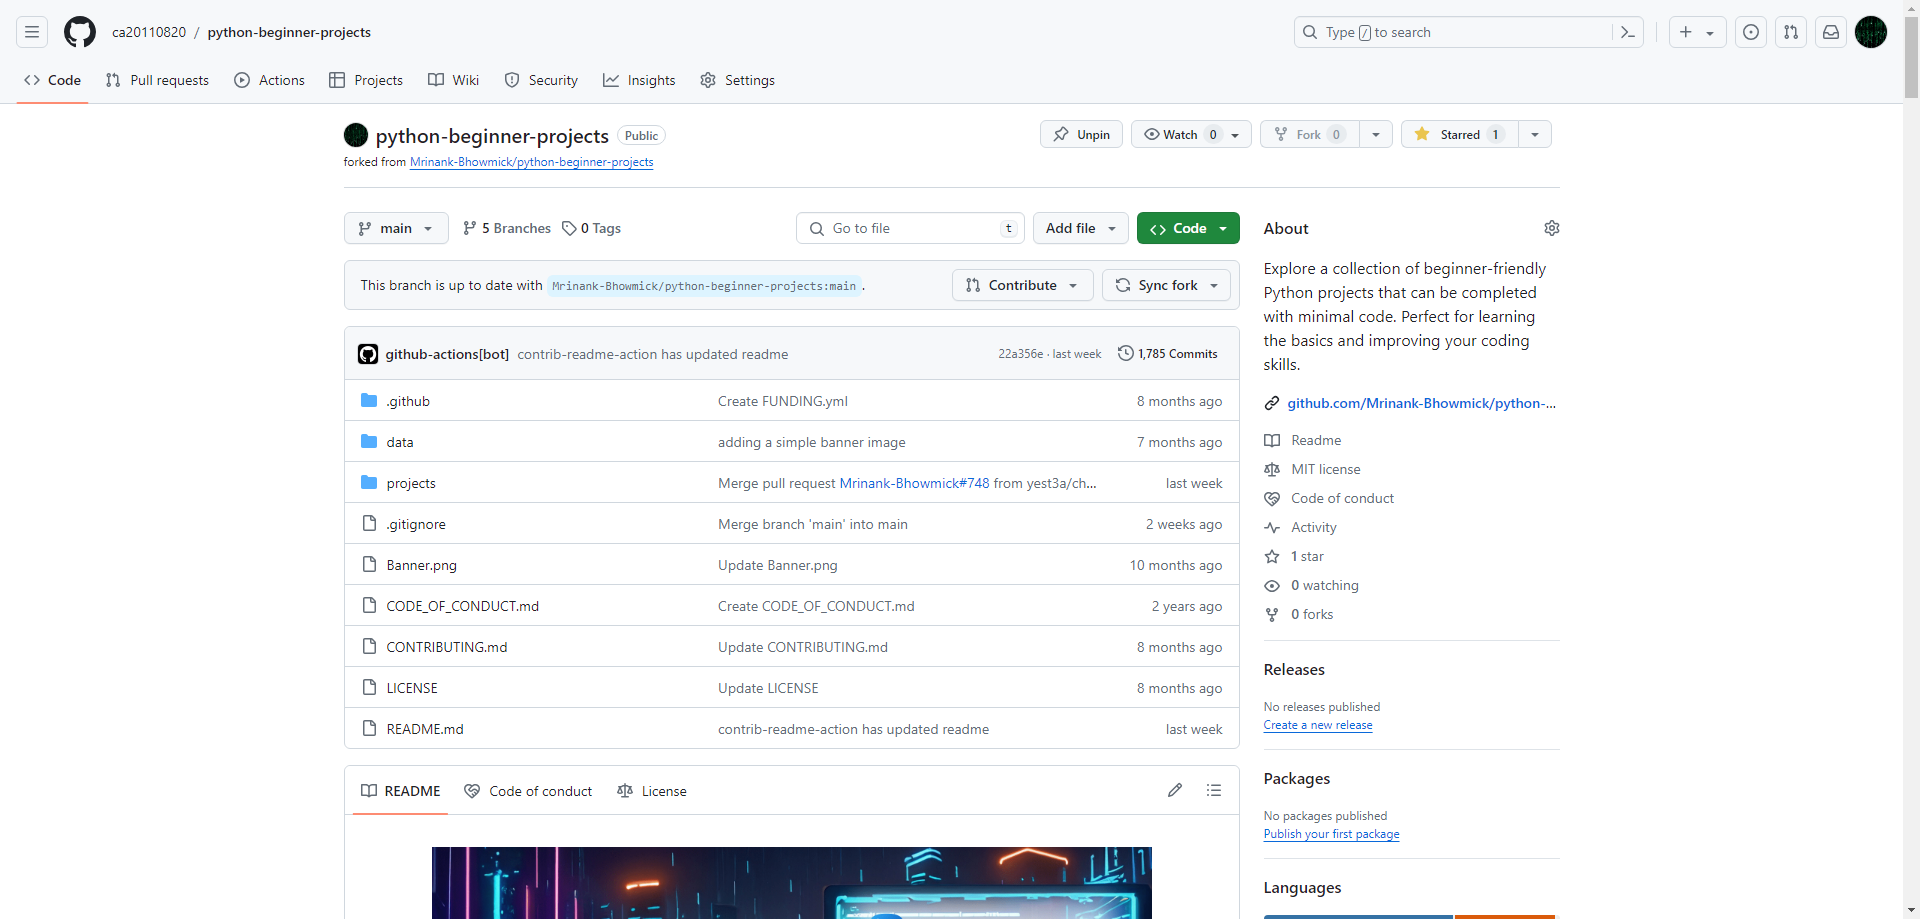 ca20110820 / python-beginner-projects
Type / to search
Code Pull requests Actions Projects Wiki Security Insights Settings
python-beginner-projects Public
Unpin Watch 0 Fork 0 Starred 1
forked from Mrinank-Bhowmick/python-beginner-projects
main 5 Branches 0 Tags Go to file t Add file Code
This branch is up to date with Mrinank-Bhowmick/python-beginner-projects:main .
Contribute Sync fork
github-actions[bot] contrib-readme-action has updated readme 22a356e · last week 1,785 Commits
.github Create FUNDING.yml 8 months ago
data adding a simple banner image 7 months ago
projects Merge pull request Mrinank-Bhowmick#748 from yest3a/ch... last week
.gitignore Merge branch 'main' into main 2 weeks ago
Banner.png Update Banner.png 10 months ago
CODE_OF_CONDUCT.md Create CODE_OF_CONDUCT.md 2 years ago
CONTRIBUTING.md Update CONTRIBUTING.md 8 months ago
LICENSE Update LICENSE 8 months ago
README.md contrib-readme-action has updated readme last week
README Code of conduct License
About
Explore a collection of beginner-friendly
Python projects that can be completed
with minimal code. Perfect for learning
the basics and improving your coding
skills.
github.com/Mrinank-Bhowmick/python-...
Readme
MIT license
Code of conduct
Activity
1 star
0 watching
0 forks
Releases
No releases published
Create a new release
Packages
No packages published
Publish your first package
Languages